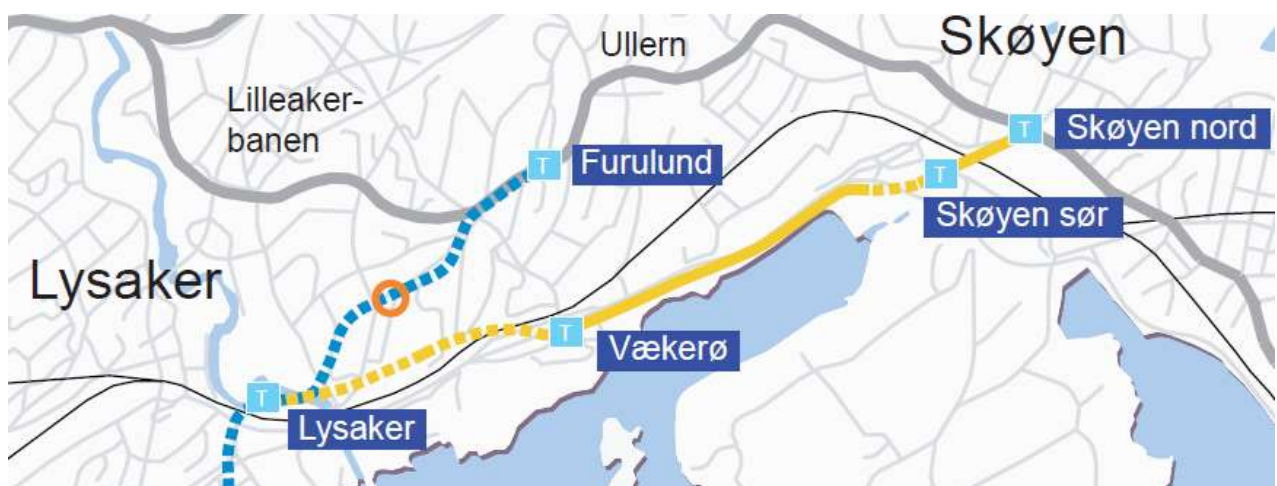 Skøyen
Ullern
Lilleaker-
banen
T Skøyen nord
T Furulund
T
Skøyen sør
Lysaker
T
Vækerø
T
Lysaker